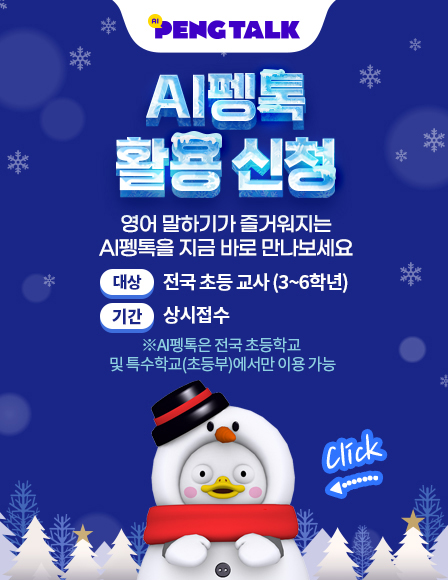 AI PENGTALK
AI펭톡
활용 신청
영어 말하기가 즐거워지는
AI펭톡을 지금 바로 만나보세요
대상 전국 초등 교사 (3~6학년)
기간 상시접수
※AI펭톡은 전국 초등학교
및 특수학교(초등부)에서만 이용 가능
Click